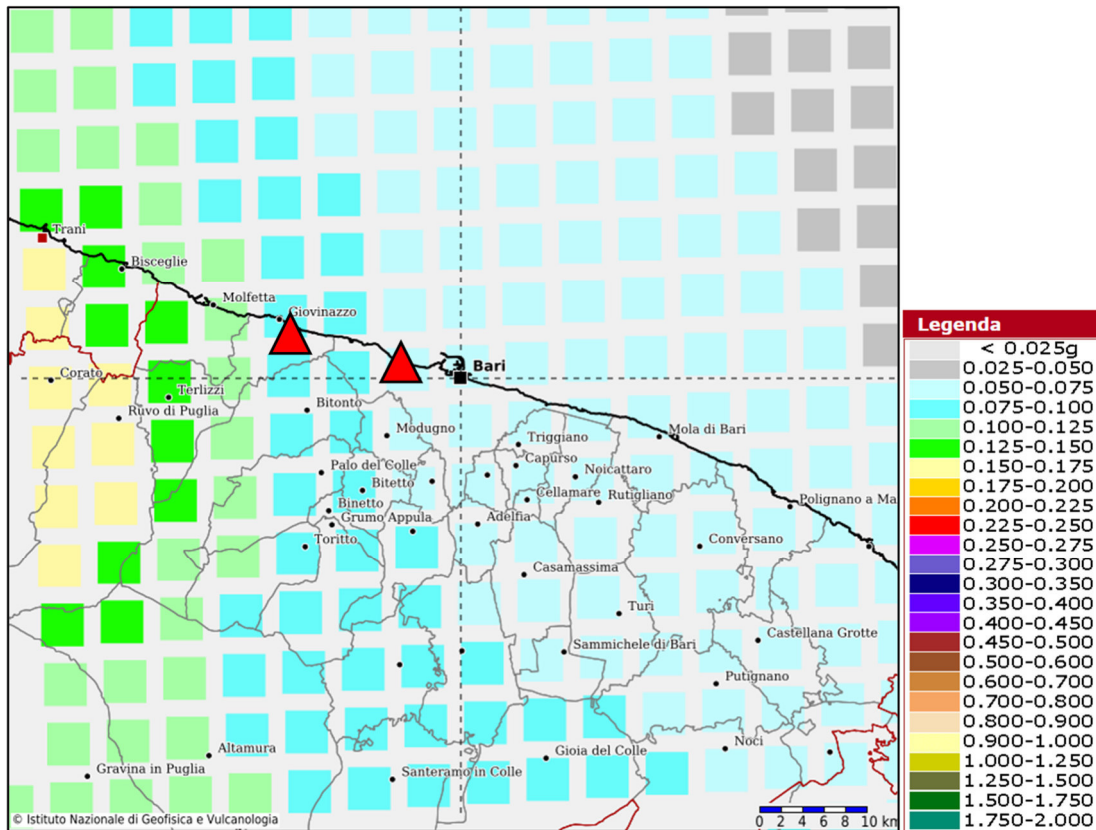 Trani
Bisceglie
Molfetta
Giovinazzo
Bari
Corato
Terlizzi
Ruvo di Puglia
Bitonto
Modugno
Triggiano
Mola di Bari
Capurso
Palo del Colle
Noicattaro
Bitetto
Cellamare
Rutigliano
Polignano a Ma
Binetto
Grumo Appula
Adelfia
Toritto
Conversano
Casamassima
Turi
Castellana Grotte
Sammichele di Bari
Putignano
Noci
Altamura
Gioia del Colle
Gravina in Puglia
Santeramo in Colle
© Istituto Nazionale di Geofisica e Vulcanologia
0 2 4 6 8 10 km
Legenda
< 0.025g
0.025-0.050
0.050-0.075
0.075-0.100
0.100-0.125
0.125-0.150
0.150-0.175
0.175-0.200
0.200-0.225
0.225-0.250
0.250-0.275
0.275-0.300
0.300-0.350
0.350-0.400
0.400-0.450
0.450-0.500
0.500-0.600
0.600-0.700
0.700-0.800
0.800-0.900
0.900-1.000
1.000-1.250
1.250-1.500
1.500-1.750
1.750-2.000